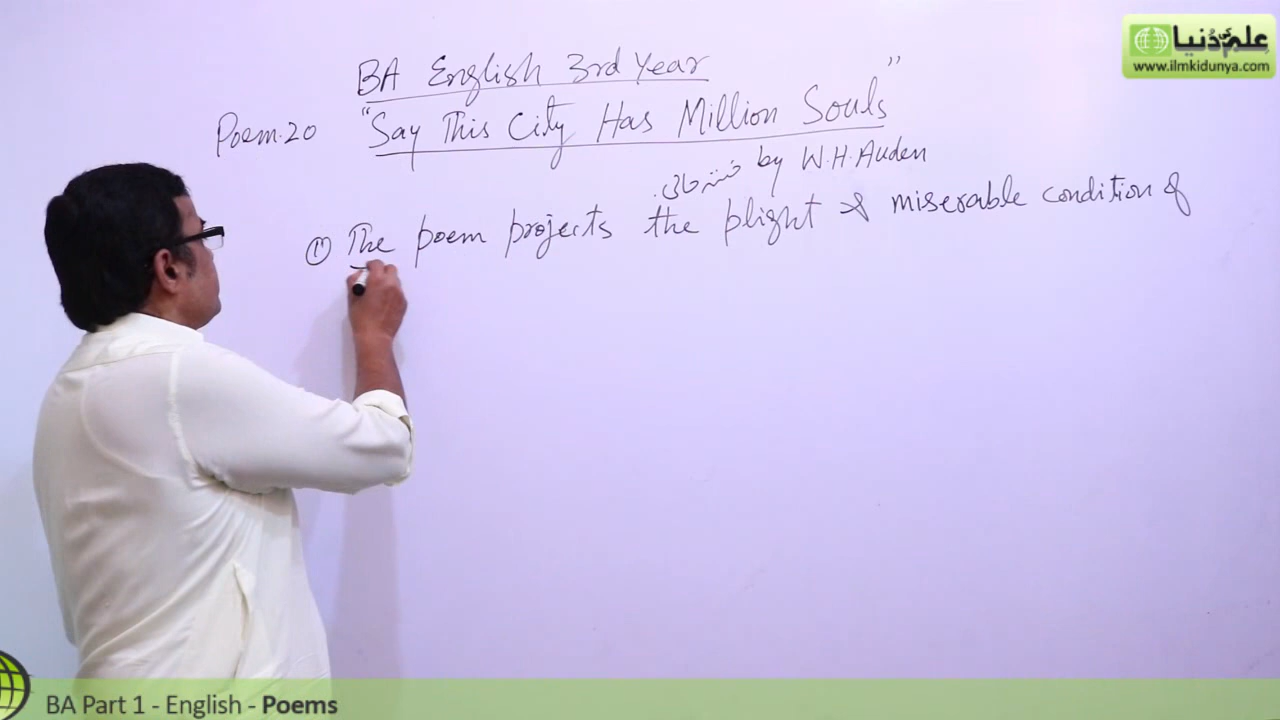 علم کی دُنیا
www.ilmkidunya.com
BA English 3rd Year
Poem.20 "Say This City Has Million Souls"
by W.H.Auden
خستہ حالی
① The poem projects the plight & miserable condition of
BA Part 1 - English - Poems